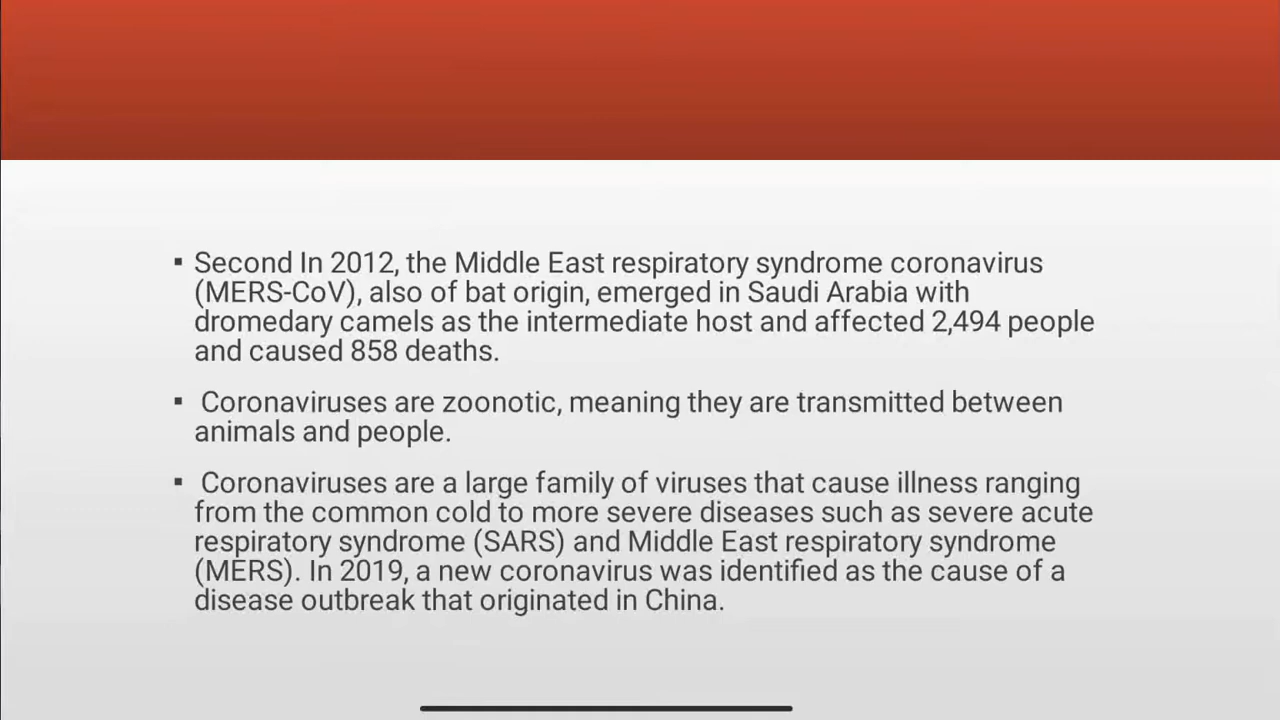 ▪ Second In 2012, the Middle East respiratory syndrome coronavirus
(MERS-CoV), also of bat origin, emerged in Saudi Arabia with
dromedary camels as the intermediate host and affected 2,494 people
and caused 858 deaths.
▪ Coronaviruses are zoonotic, meaning they are transmitted between
animals and people.
▪ Coronaviruses are a large family of viruses that cause illness ranging
from the common cold to more severe diseases such as severe acute
respiratory syndrome (SARS) and Middle East respiratory syndrome
(MERS). In 2019, a new coronavirus was identified as the cause of a
disease outbreak that originated in China.